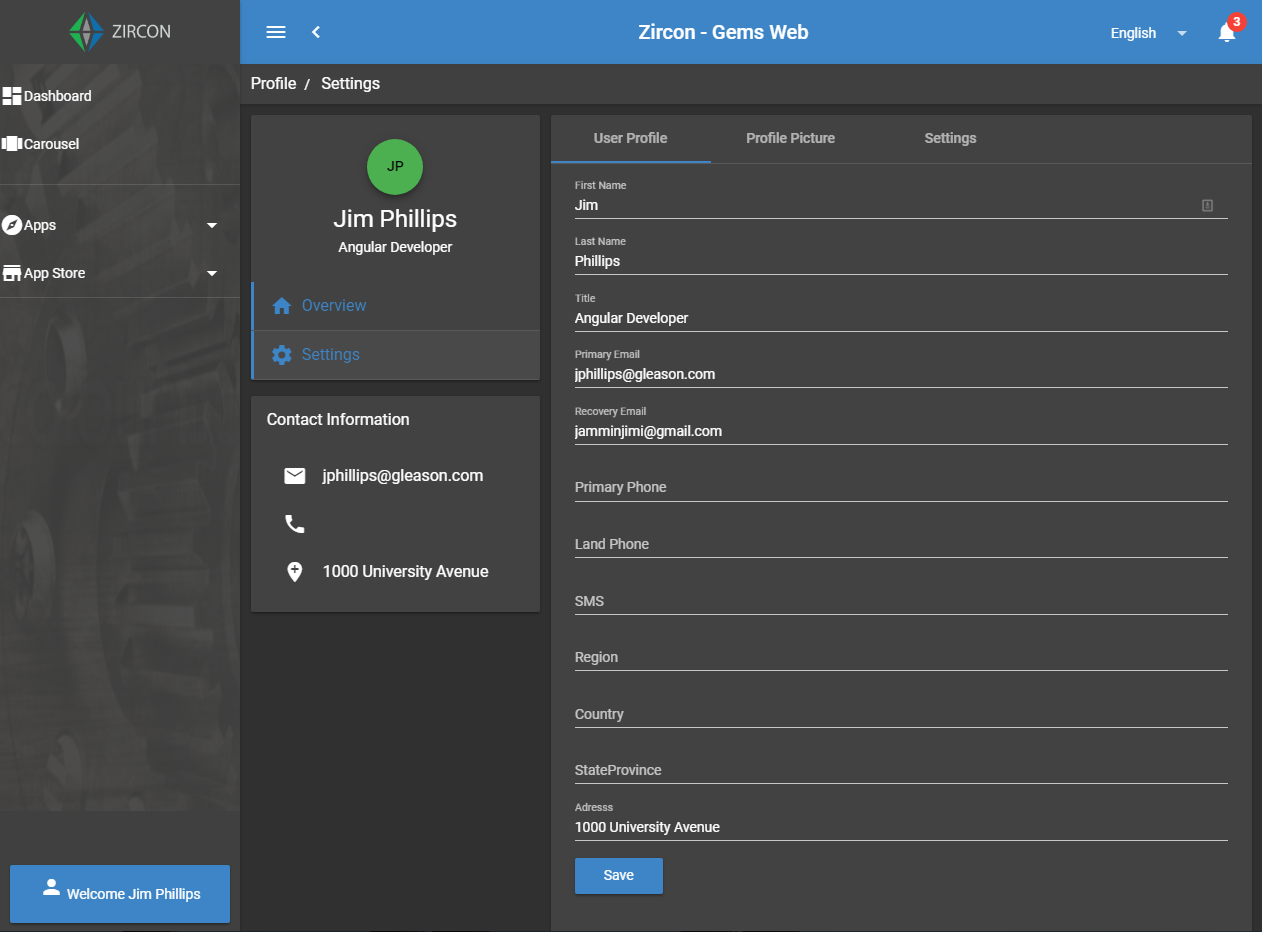 ZIRCON
Zircon - Gems Web
English
3
Dashboard
Carousel
Apps
App Store
Welcome Jim Phillips
Profile / Settings
JP
Jim Phillips
Angular Developer
Overview
Settings
Contact Information
jphillips@gleason.com
1000 University Avenue
User Profile Profile Picture Settings
First Name
Jim
Last Name
Phillips
Title
Angular Developer
Primary Email
jphillips@gleason.com
Recovery Email
jamminjimi@gmail.com
Primary Phone
Land Phone
SMS
Region
Country
StateProvince
Adresss
1000 University Avenue
Save